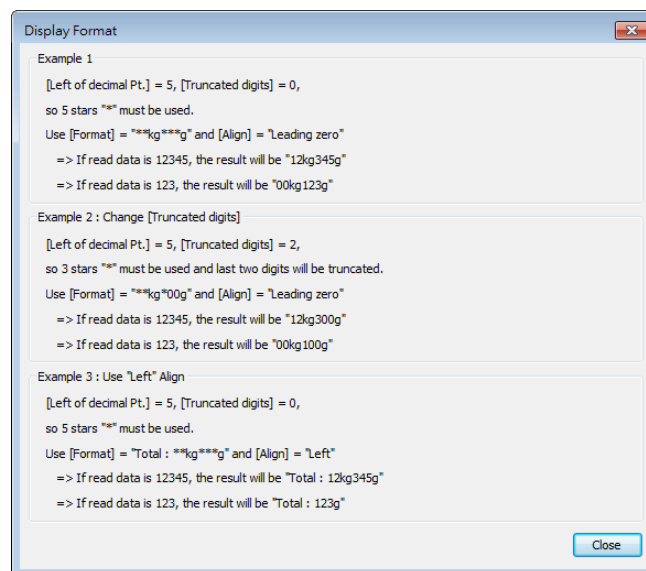 Display Format
Example 1
[Left of decimal Pt.] = 5, [Truncated digits] = 0,
so 5 stars "*" must be used.
Use [Format] = "**kg***g" and [Align] = "Leading zero"
=> If read data is 12345, the result will be "12kg345g"
=> If read data is 123, the result will be "00kg123g"
Example 2 : Change [Truncated digits]
[Left of decimal Pt.] = 5, [Truncated digits] = 2,
so 3 stars "*" must be used and last two digits will be truncated.
Use [Format] = "**kg*00g" and [Align] = "Leading zero"
=> If read data is 12345, the result will be "12kg300g"
=> If read data is 123, the result will be "00kg100g"
Example 3 : Use "Left" Align
[Left of decimal Pt.] = 5, [Truncated digits] = 0,
so 5 stars "*" must be used.
Use [Format] = "Total : **kg***g" and [Align] = "Left"
=> If read data is 12345, the result will be "Total : 12kg345g"
=> If read data is 123, the result will be "Total : 123g"
Close